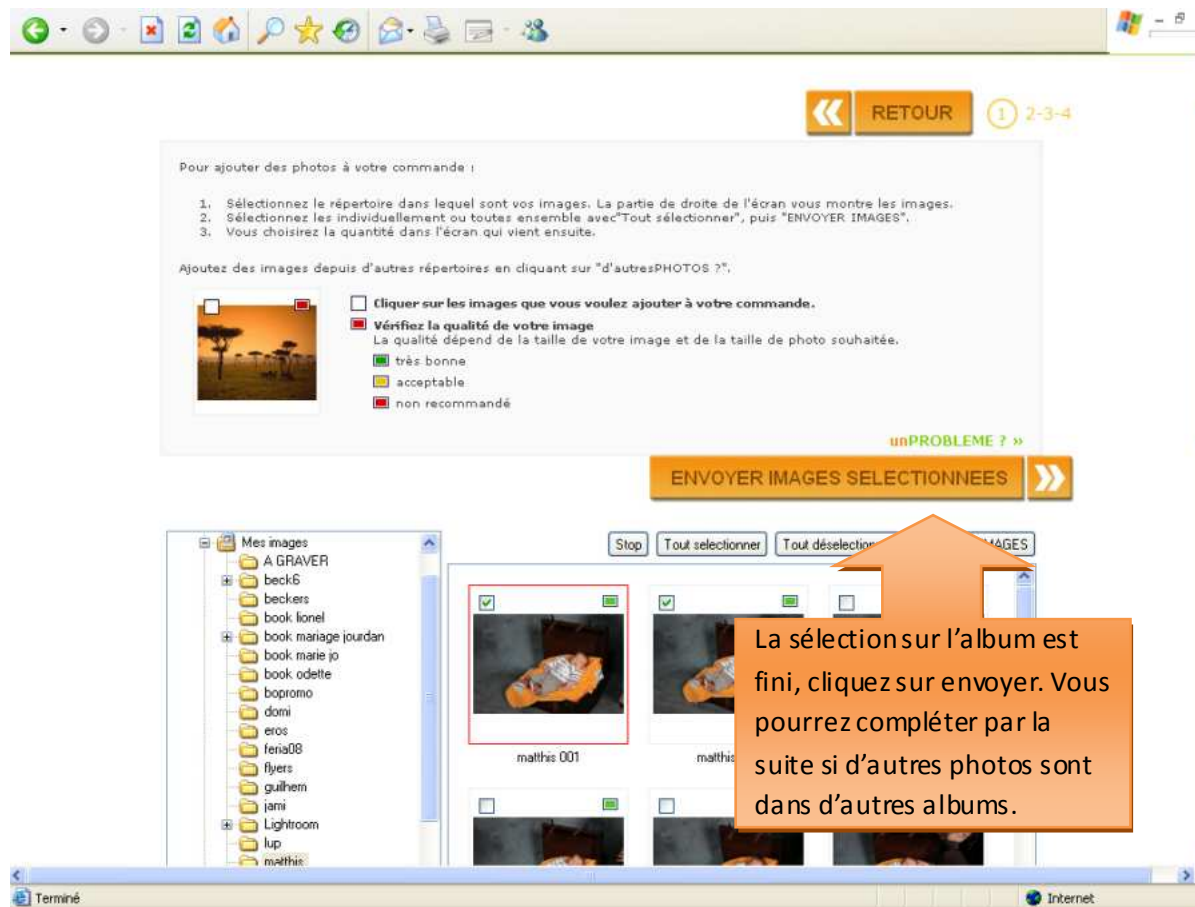 RETOUR
1 2-3-4
Pour ajouter des photos à votre commande :
1. Sélectionnez le répertoire dans lequel sont vos images. La partie de droite de l'écran vous montre les images.
2. Sélectionnez les individuellement ou toutes ensemble avec"Tout sélectionner", puis "ENVOYER IMAGES".
3. Vous choisirez la quantité dans l'écran qui vient ensuite.
Ajoutez des images depuis d'autres répertoires en cliquant sur "d'autresPHOTOS ?".
Cliquer sur les images que vous voulez ajouter à votre commande.
Vérifiez la qualité de votre image
La qualité dépend de la taille de votre image et de la taille de photo souhaitée.
très bonne
acceptable
non recommandé
unPROBLEME ? »
ENVOYER IMAGES SELECTIONNEES
Mes images
A GRAVER
beck6
beckers
book lionel
book mariage jourdan
book marie jo
book odette
bopromo
domi
eros
feria08
flyers
guilhem
jami
Lightroom
lup
matthis
Stop Tout selectionner Tout déselection MAGES
matthis 001
matthis
La sélection sur l'album est
fini, cliquez sur envoyer. Vous
pourrez compléter par la
suite si d'autres photos sont
dans d'autres albums.
Terminé
Internet